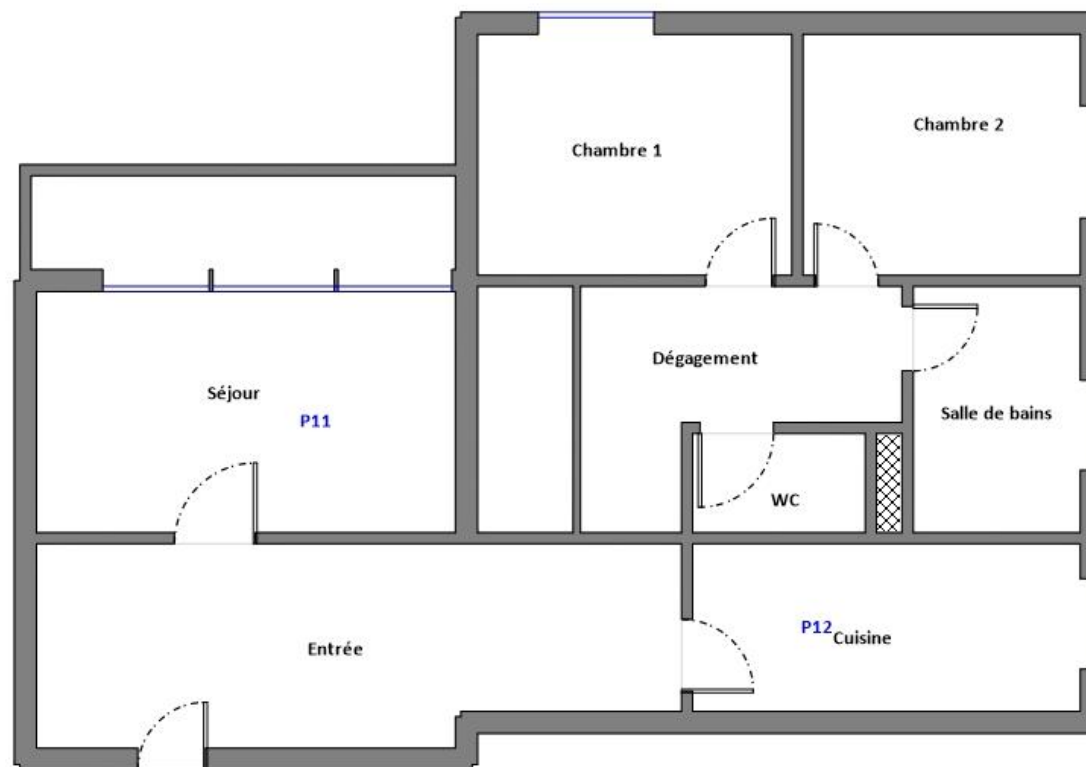 Chambre 2
Chambre 1
Dégagement
Séjour
P11
Salle de bains
WC
P12
Cuisine
Entrée